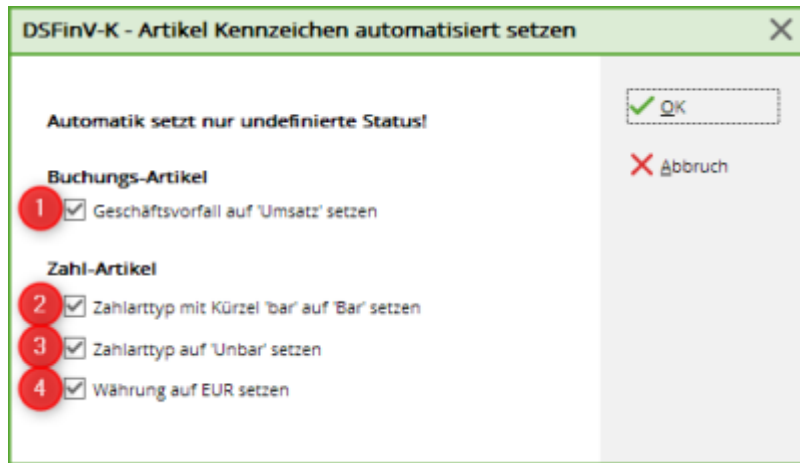 DSFinV-K - Artikel Kennzeichen automatisiert setzen
Automatik setzt nur undefinierte Status!
OK
Abbruch
Buchungs-Artikel
1 Geschäftsvorfall auf 'Umsatz' setzen
Zahl-Artikel
2 Zahlarttyp mit Kürzel 'bar' auf 'Bar' setzen
3 Zahlarttyp auf 'Unbar' setzen
4 Währung auf EUR setzen